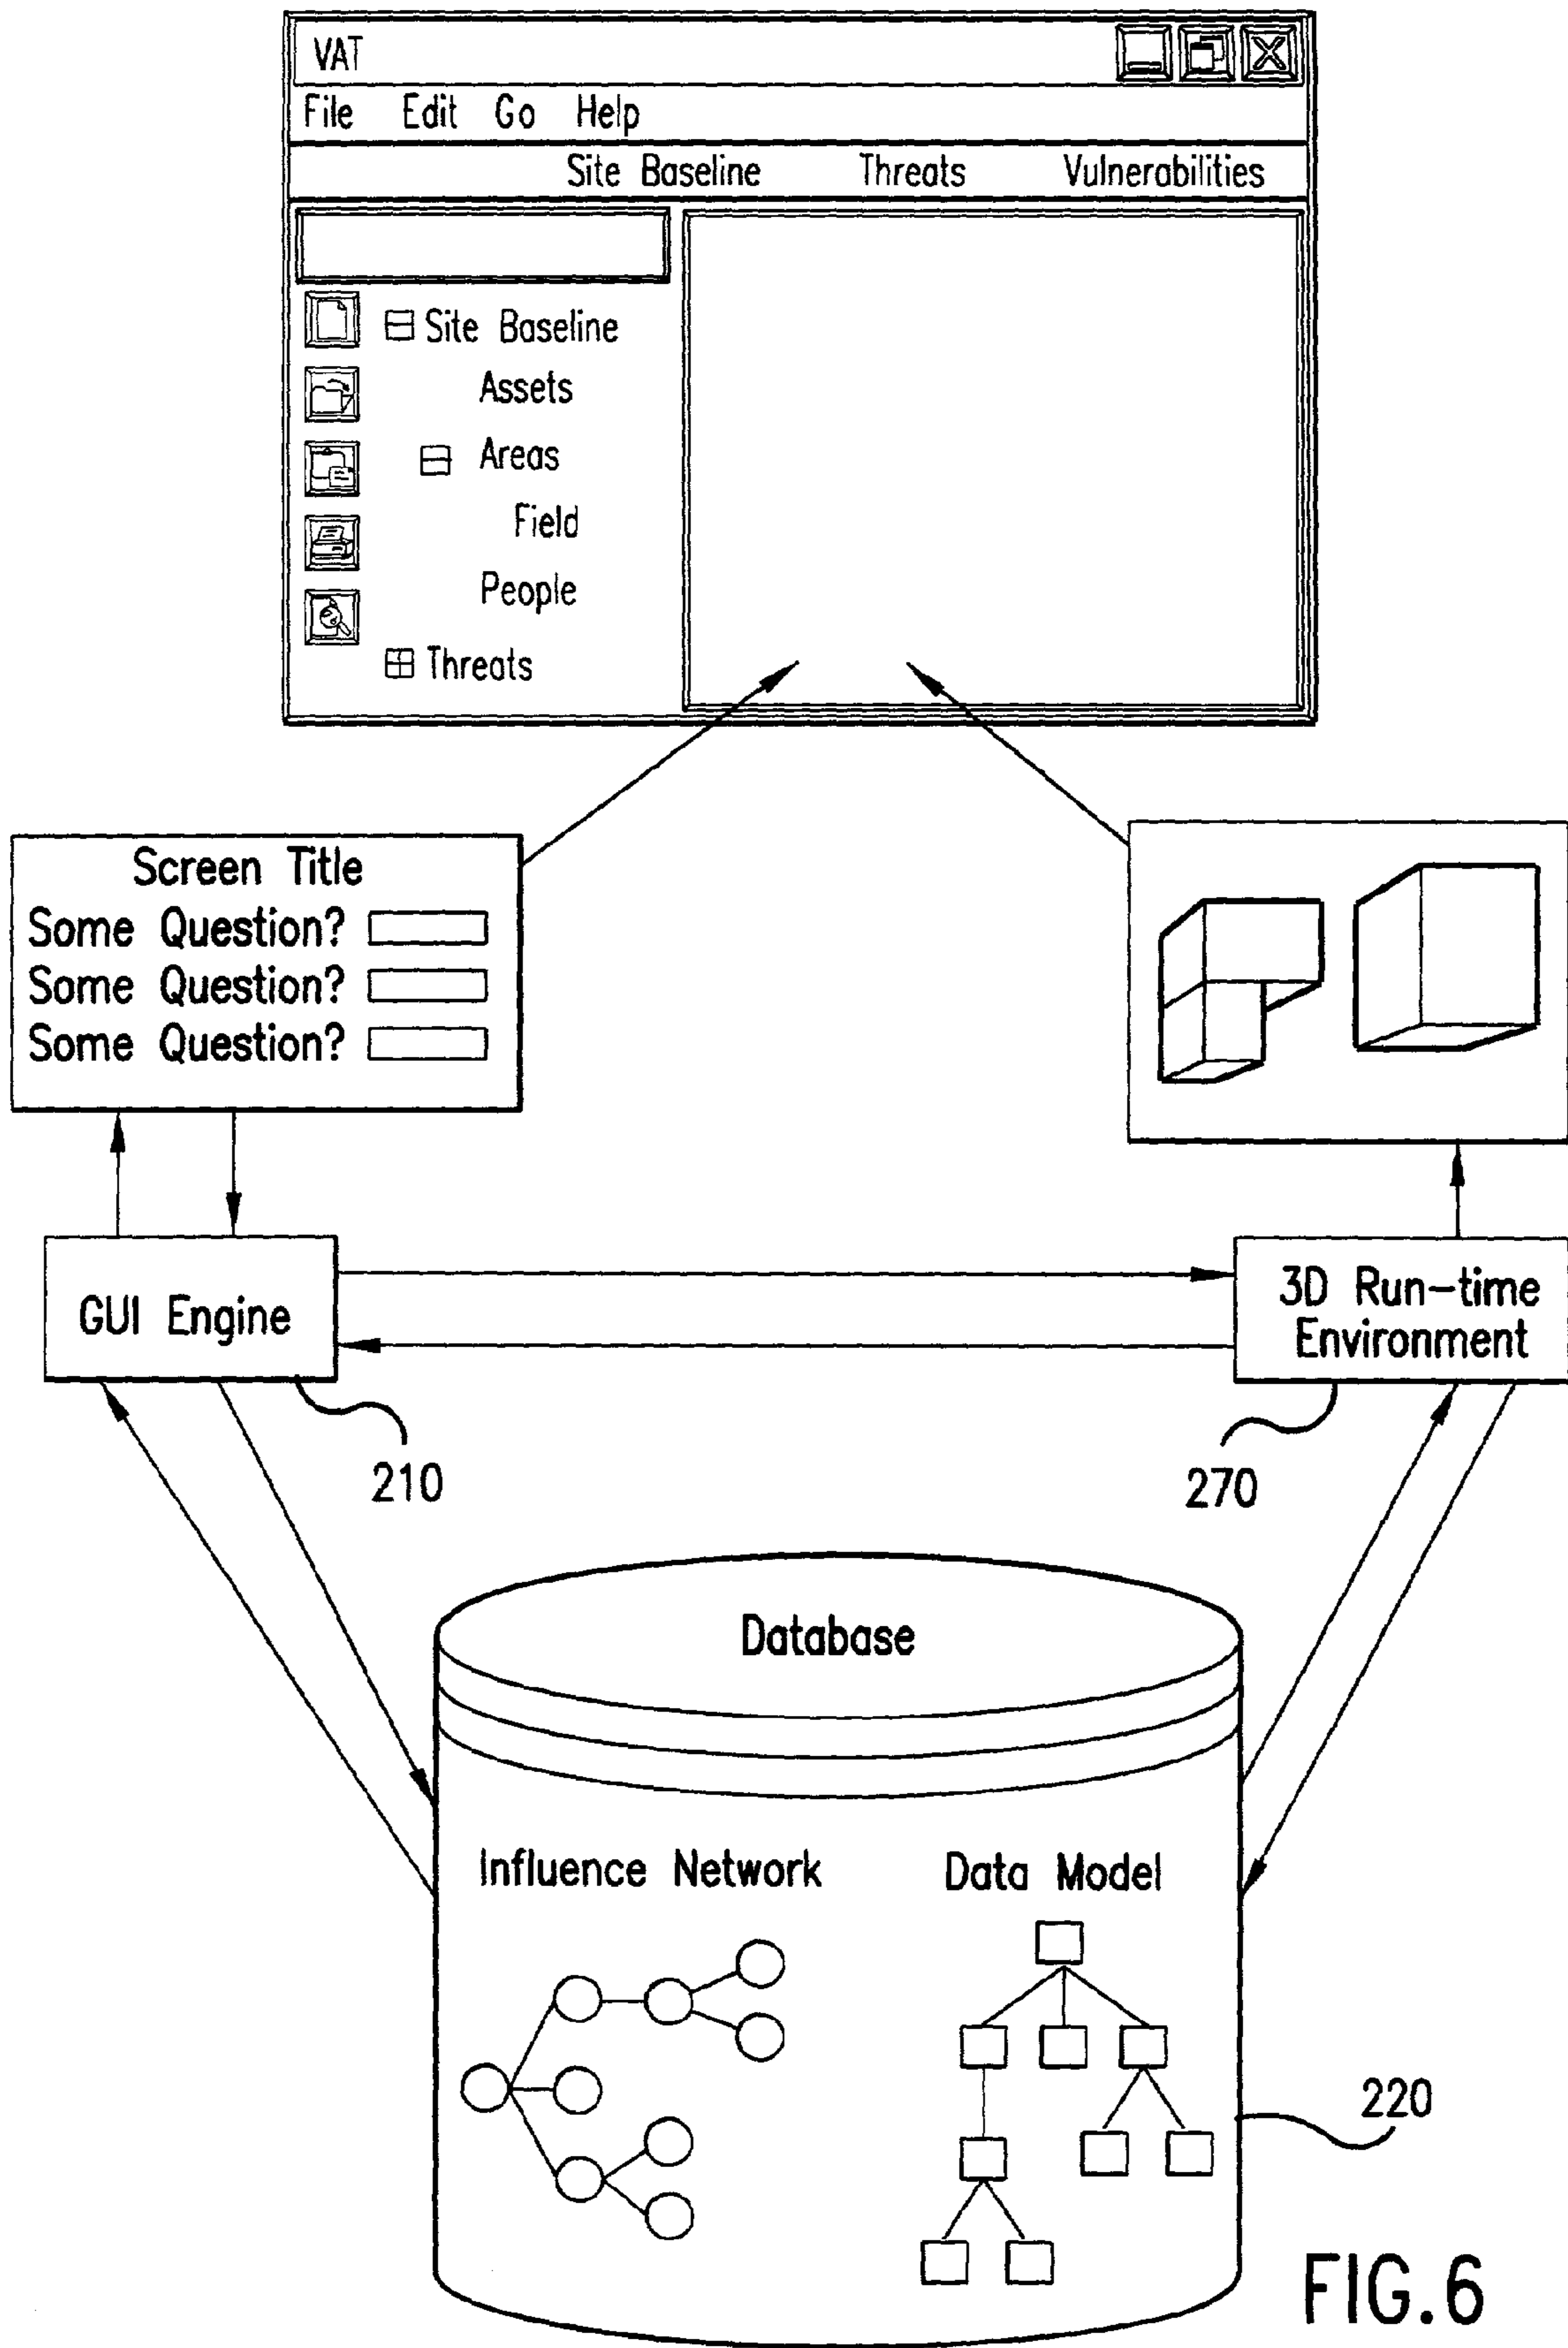 VAT
File Edit Go Help
Site Baseline Threats Vulnerabilities
Site Baseline
Assets
Areas
Field
People
Threats
Screen Title
Some Question?
Some Question?
Some Question?
GUI Engine
3D Run-time
Environment
210
270
Database
Influence Network
Data Model
220
FIG.6